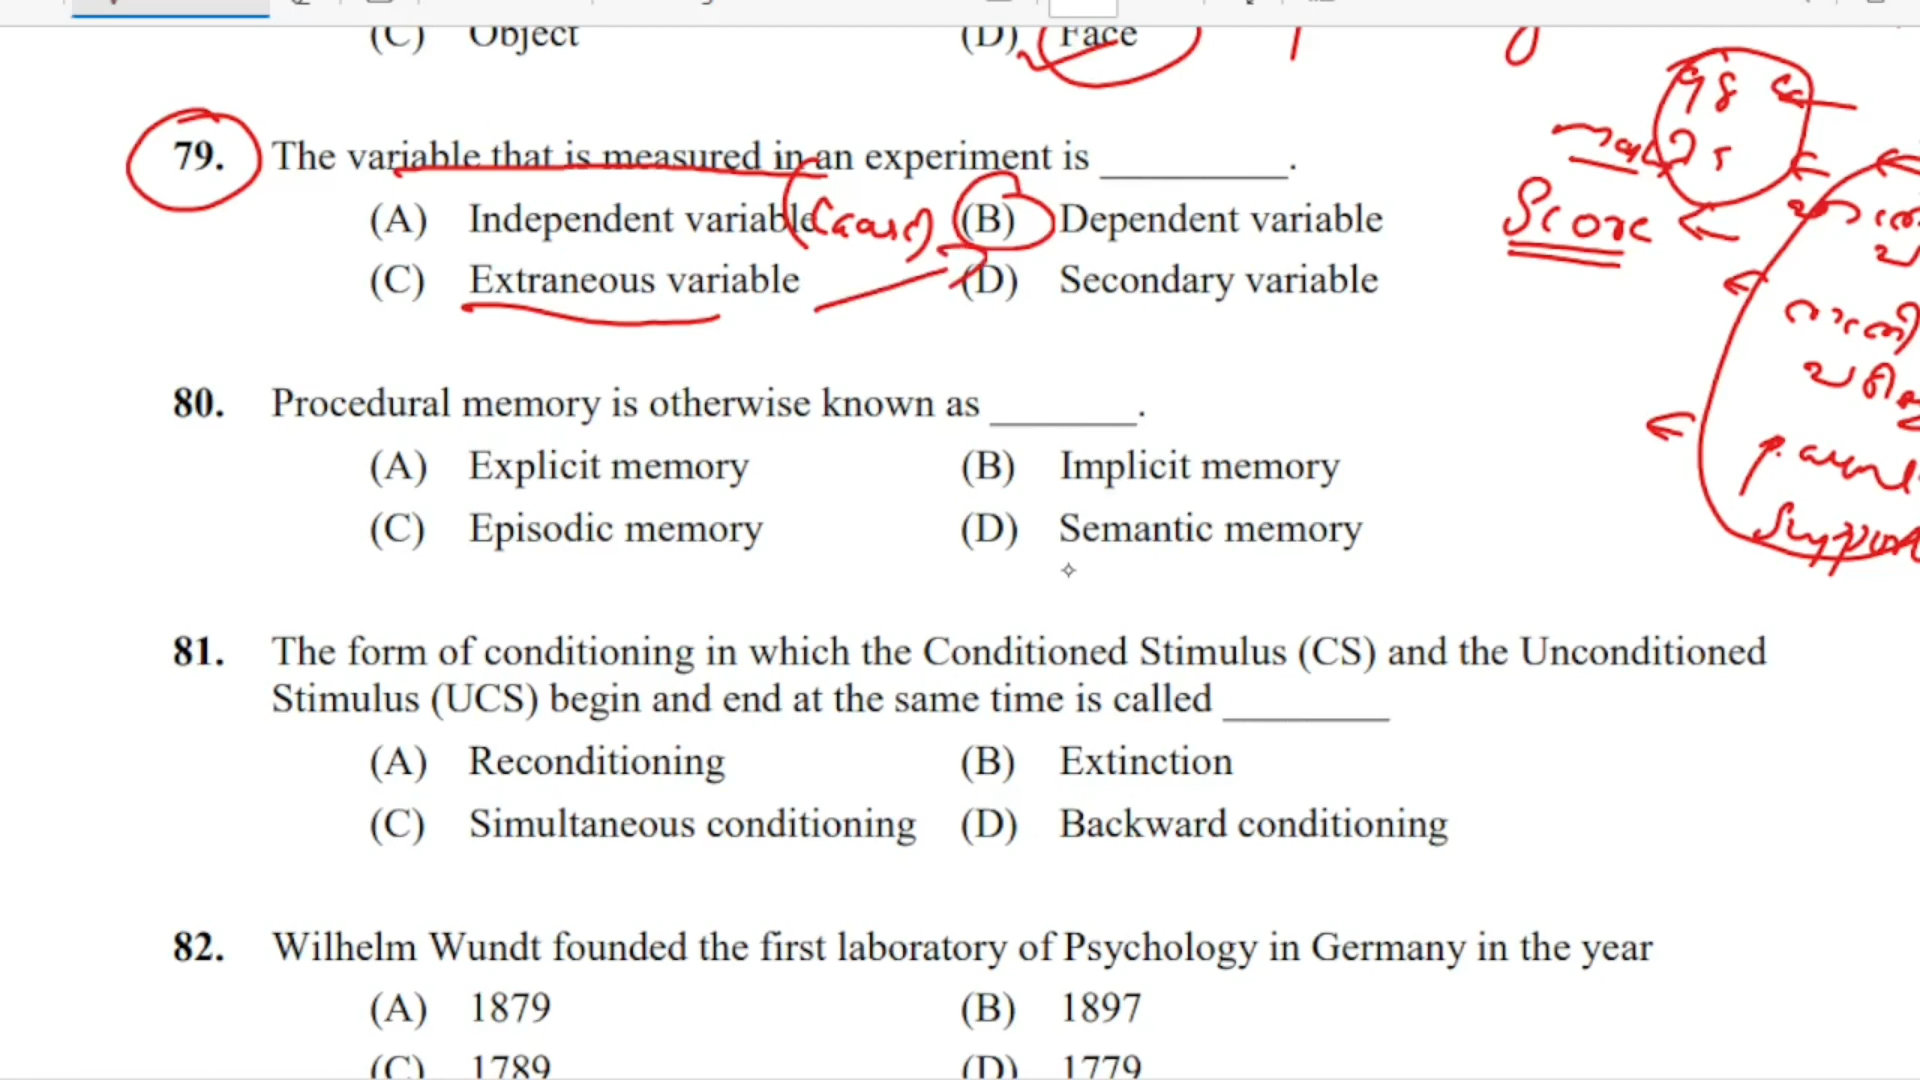 (C) Object (D) Face
79. The variable that is measured in an experiment is ________.
(A) Independent variable (B) Dependent variable
(C) Extraneous variable (D) Secondary variable
98
Score
support
80. Procedural memory is otherwise known as _______.
(A) Explicit memory (B) Implicit memory
(C) Episodic memory (D) Semantic memory
81. The form of conditioning in which the Conditioned Stimulus (CS) and the Unconditioned
Stimulus (UCS) begin and end at the same time is called ________
(A) Reconditioning (B) Extinction
(C) Simultaneous conditioning (D) Backward conditioning
82. Wilhelm Wundt founded the first laboratory of Psychology in Germany in the year
(A) 1879 (B) 1897
(C) 1789 (D) 1779